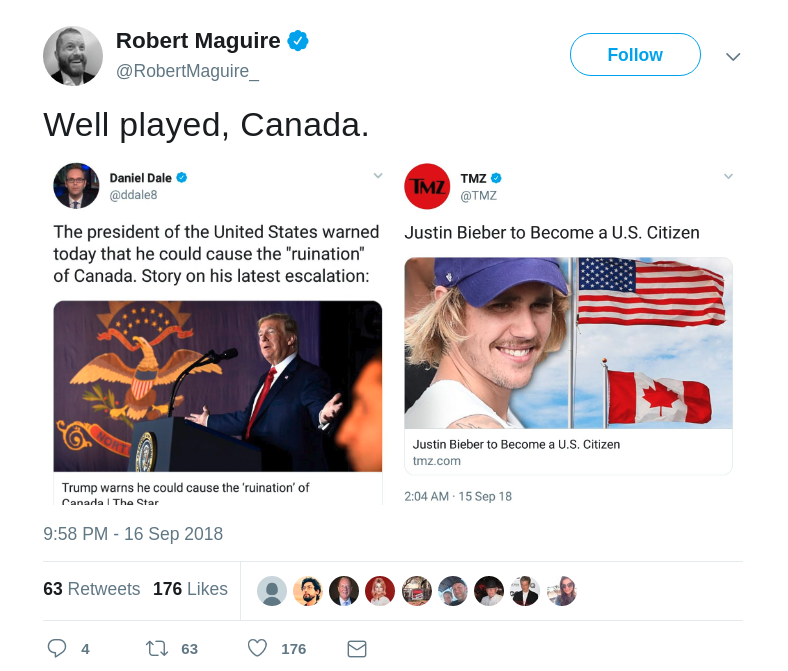 Robert Maguire
@RobertMaguire_
Follow
Well played, Canada.
Daniel Dale
@ddale8
The president of the United States warned
today that he could cause the "ruination"
of Canada. Story on his latest escalation:
NORT
Trump warns he could cause the 'ruination' of
Canada | The Star
TMZ
TMZ
@TMZ
Justin Bieber to Become a U.S. Citizen
Justin Bieber to Become a U.S. Citizen
tmz.com
2:04 AM · 15 Sep 18
9:58 PM - 16 Sep 2018
63 Retweets 176 Likes
4 63 176